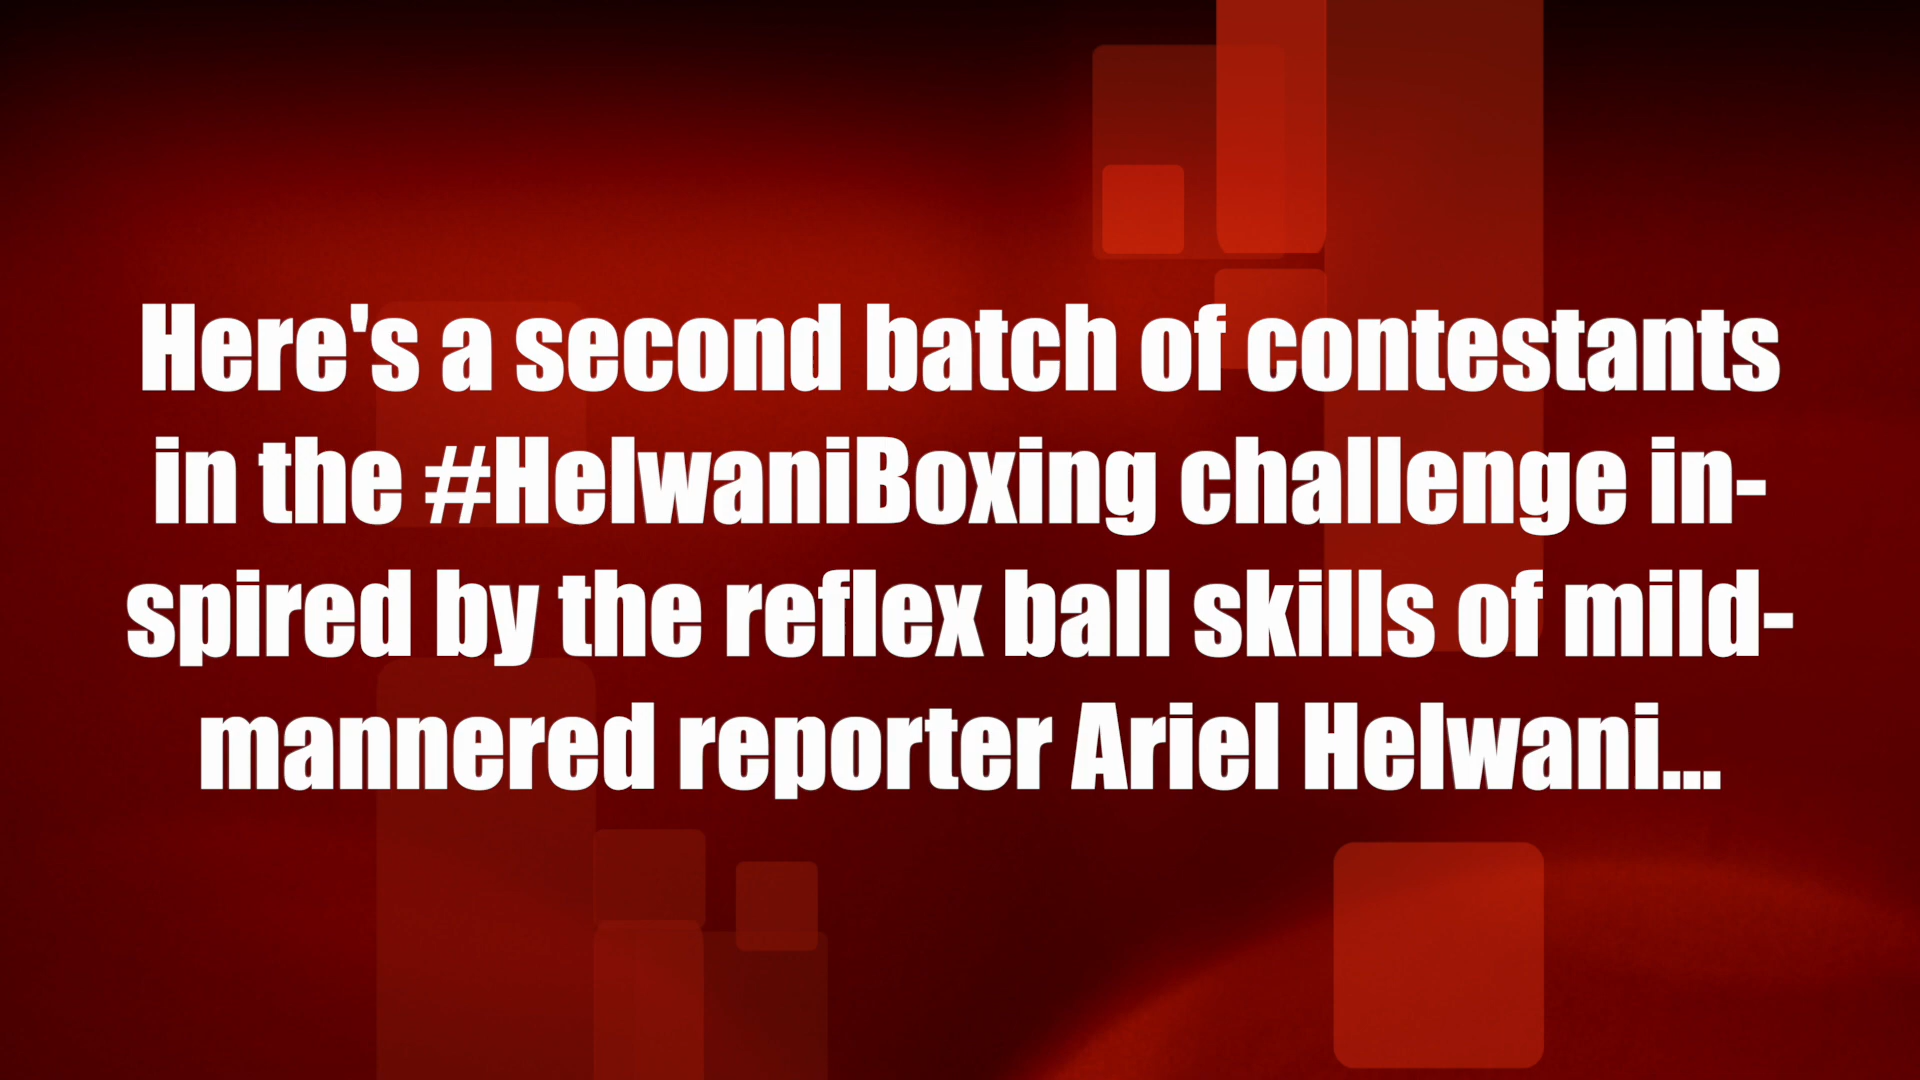 Here's a second batch of contestants
in the #HelwaniBoxing challenge in-
spired by the reflex ball skills of mild-
mannered reporter Ariel Helwani...